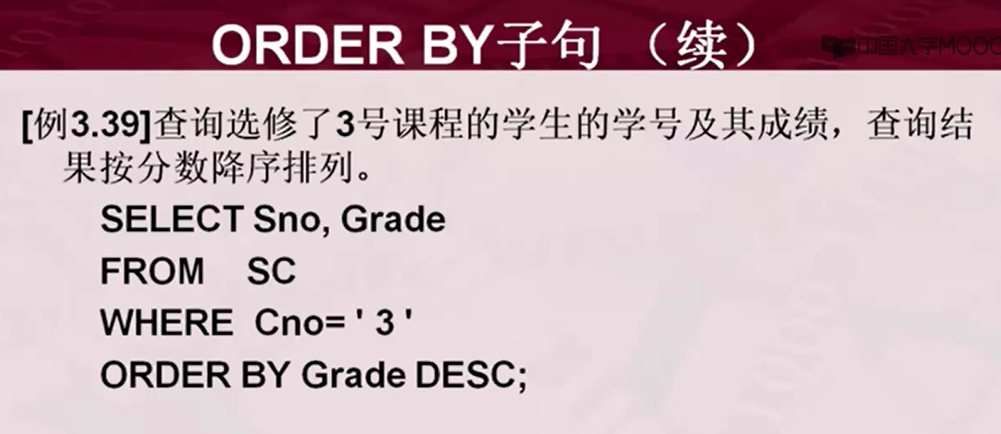 ORDER BY子句 （续）
中国大学MOOC
[例3.39]查询选修了3号课程的学生的学号及其成绩，查询结
果按分数降序排列。
SELECT Sno, Grade
FROM SC
WHERE Cno= ' 3 '
ORDER BY Grade DESC;